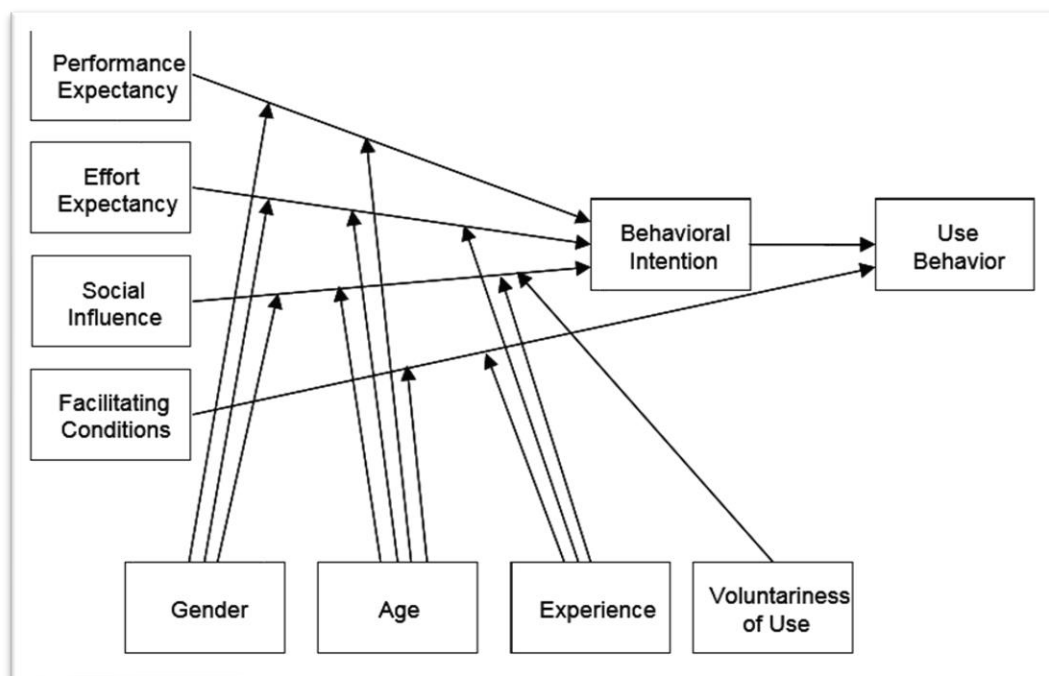 Performance
Expectancy
Effort
Expectancy
Social
Influence
Facilitating
Conditions
Behavioral
Intention
Use
Behavior
Gender
Age
Experience
Voluntariness
of Use